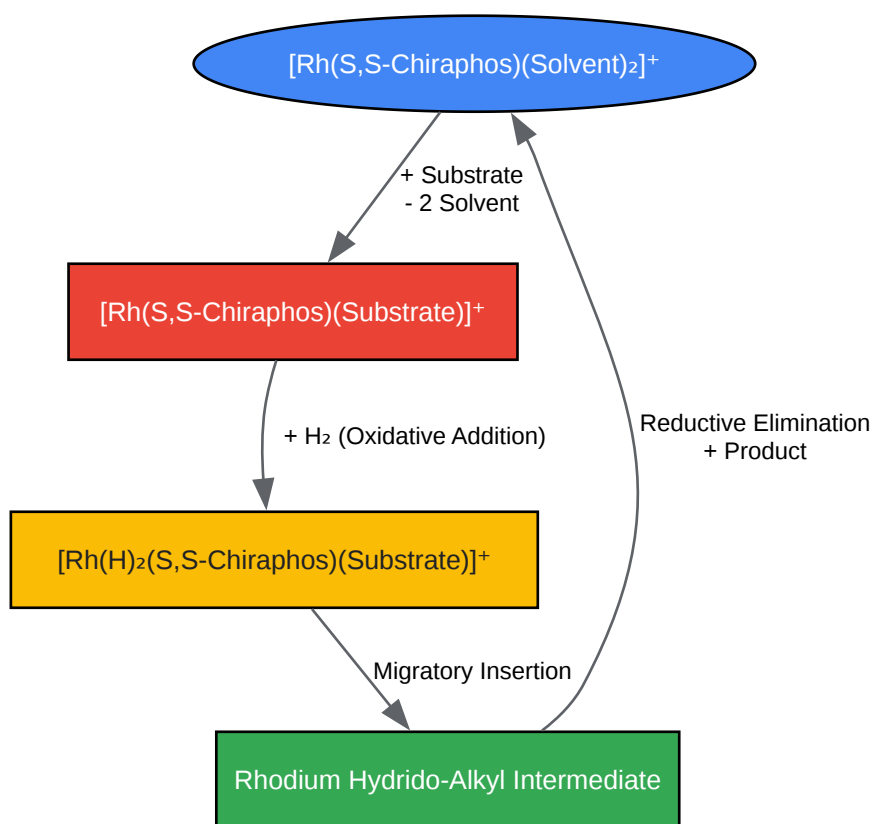 [Rh(S,S-Chiraphos)(Solvent)₂]⁺
+ Substrate
- 2 Solvent
[Rh(S,S-Chiraphos)(Substrate)]⁺
+ H₂ (Oxidative Addition)
Reductive Elimination
+ Product
[Rh(H)₂(S,S-Chiraphos)(Substrate)]⁺
Migratory Insertion
Rhodium Hydrido-Alkyl Intermediate